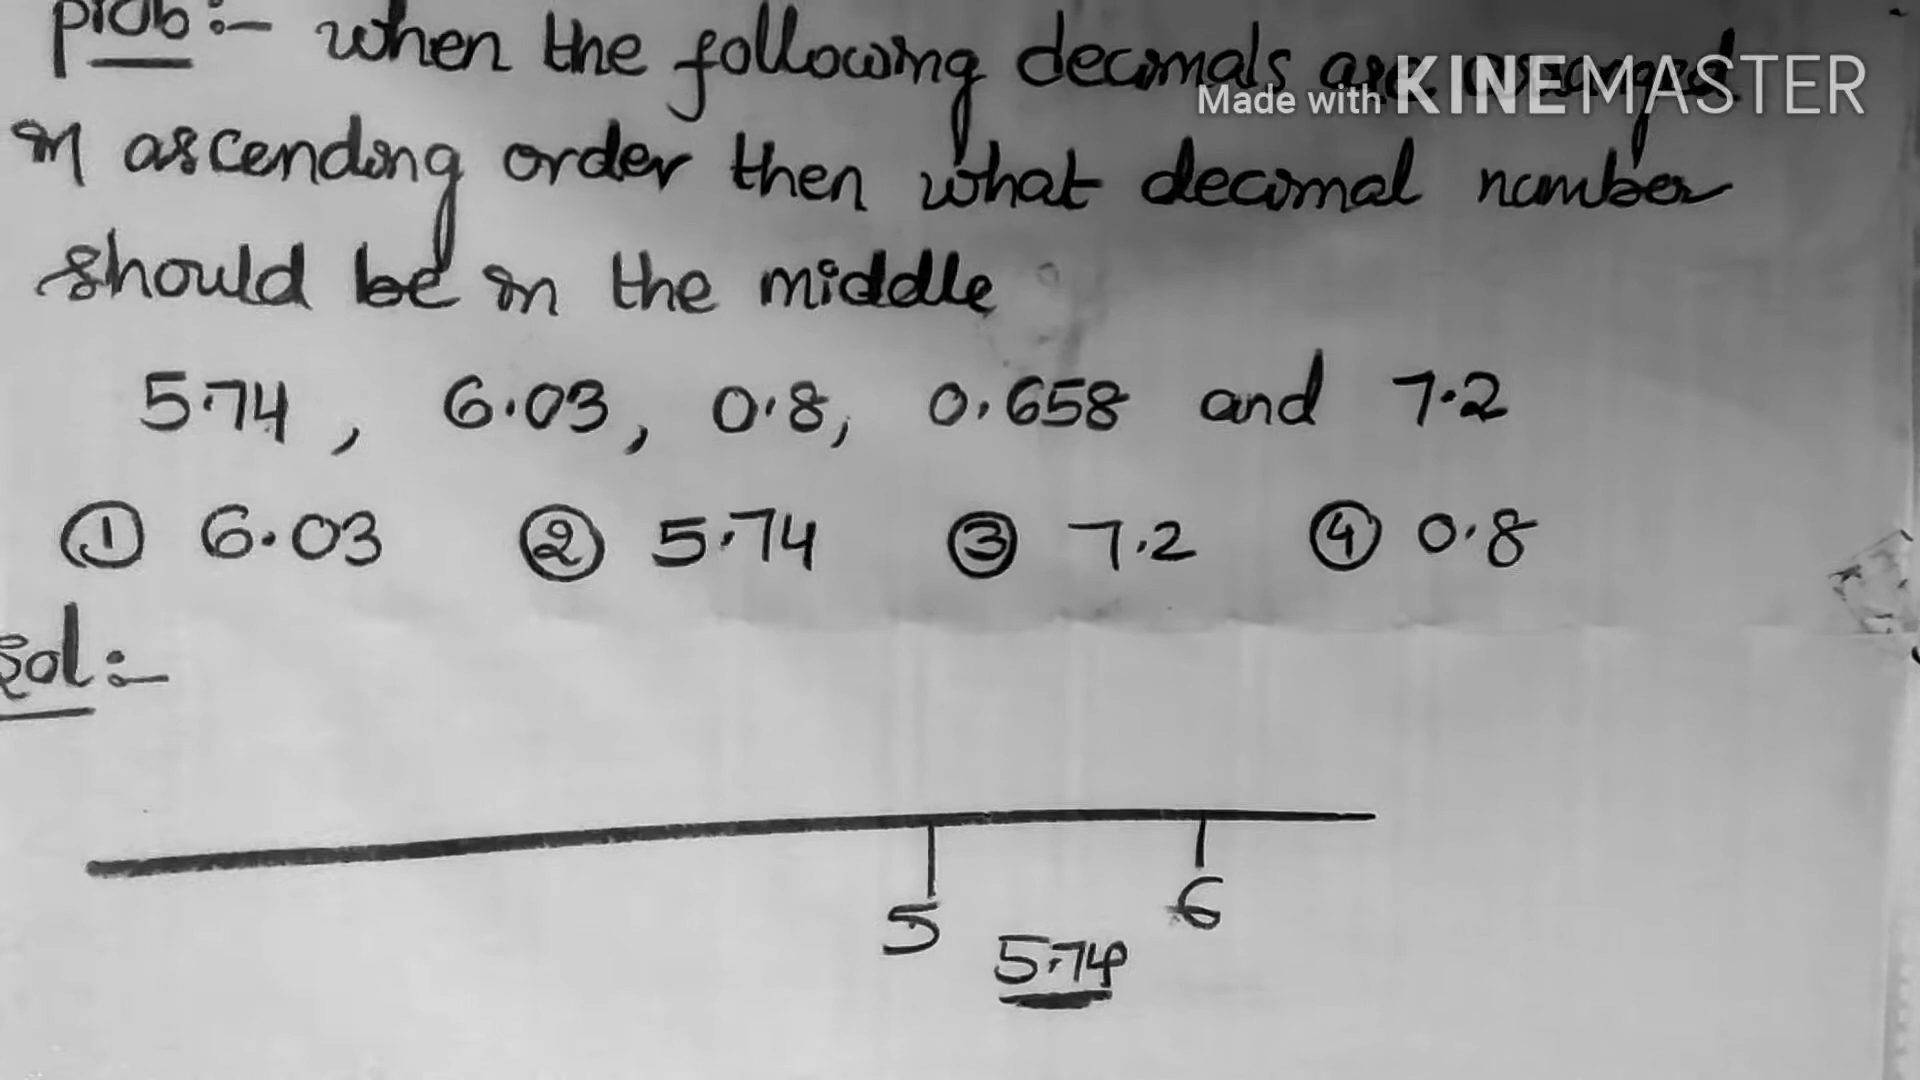 prob:- when the following decimals are arranged
Made with KINEMASTER
in ascending order then what decimal number
should be in the middle
5.74, 6.03, 0.8, 0.658 and 7.2
① 6.03 ② 5.74 ③ 7.2 ④ 0.8
Sol:-
5 6
5.74